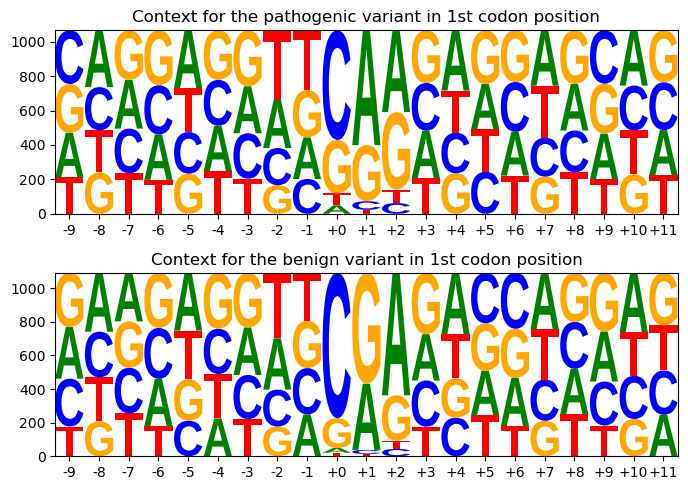 Context for the pathogenic variant in 1st codon position
1000
800
600
400
200
0
C A G G A G G T T C A A G A G G A G C A G
G C A C T C A A G G G G C T A C T A G C C
A T C A C A C C A T C T A C T A C C A T A
T G T T G T T G C A T C T G C T G T T G T
-9 -8 -7 -6 -5 -4 -3 -2 -1 +0 +1 +2 +3 +4 +5 +6 +7 +8 +9 +10 +11
Context for the benign variant in 1st codon position
1000
800
600
400
200
0
G A A G A G G T T C G A G A C C A G G A G
A C G C T C A A G G A G A T G G T C A T T
C T C A G T C C C A C T C G A A C A C C C
T G T T C A T G A T T C T C T T G T T G A
-9 -8 -7 -6 -5 -4 -3 -2 -1 +0 +1 +2 +3 +4 +5 +6 +7 +8 +9 +10 +11